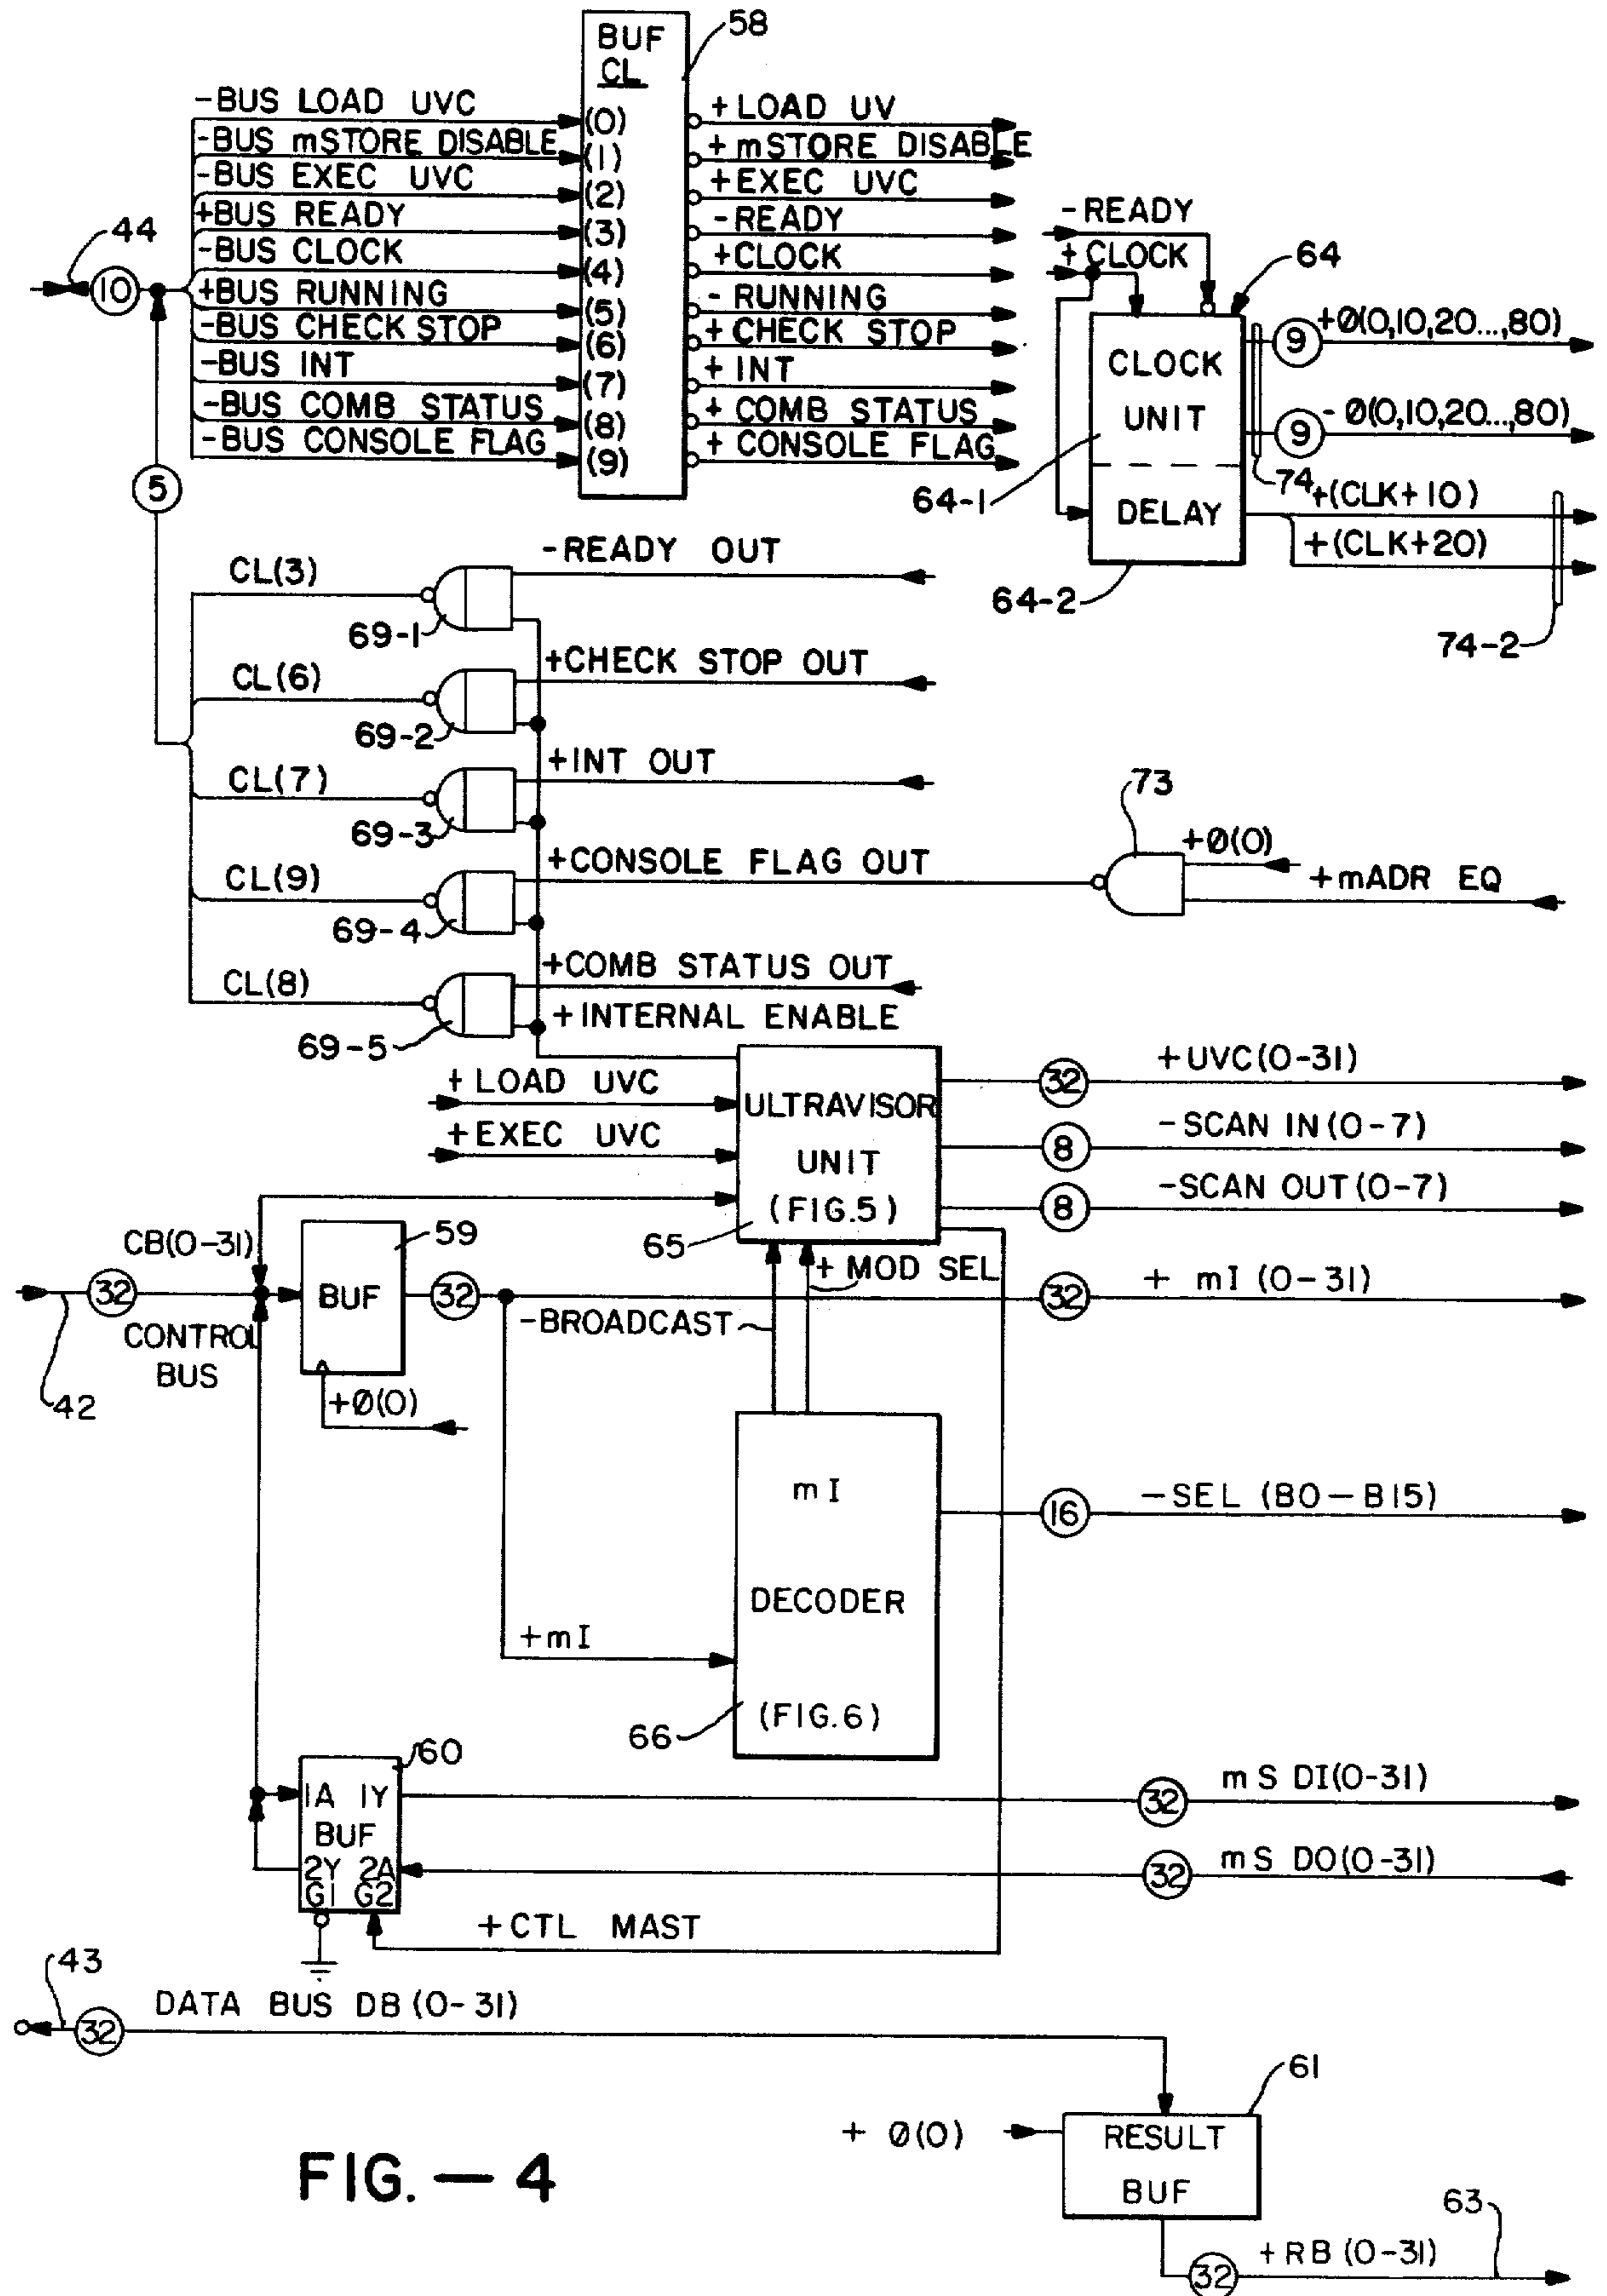 58
BUF
CL
-BUS LOAD UVC
(0)
+LOAD UV
-BUS mSTORE DISABLE
(1)
+mSTORE DISABLE
-BUS EXEC UVC
(2)
+EXEC UVC
+BUS READY
(3)
-READY
-BUS CLOCK
(4)
+CLOCK
+BUS RUNNING
(5)
-RUNNING
-BUS CHECK STOP
(6)
+CHECK STOP
-BUS INT
(7)
+INT
-BUS COMB STATUS
(8)
+COMB STATUS
-BUS CONSOLE FLAG
(9)
+CONSOLE FLAG
44
10
5
-READY
+CLOCK
64
CLOCK
UNIT
DELAY
64-1
64-2
9
+Ø(0,10,20...,80)
9
-Ø(0,10,20...,80)
74
+(CLK+10)
+(CLK+20)
74-2
CL(3)
-READY OUT
69-1
CL(6)
+CHECK STOP OUT
69-2
CL(7)
+INT OUT
69-3
CL(9)
+CONSOLE FLAG OUT
69-4
73
+Ø(0)
+mADR EQ
CL(8)
+COMB STATUS OUT
69-5
+INTERNAL ENABLE
+LOAD UVC
+EXEC UVC
ULTRAVISOR
UNIT
(FIG.5)
65
32
+UVC(0-31)
8
-SCAN IN(0-7)
8
-SCAN OUT(0-7)
CB(0-31)
32
CONTROL
BUS
42
59
BUF
+Ø(0)
32
+MOD SEL
-BROADCAST
32
+ mI (0-31)
mI
DECODER
(FIG.6)
66
+mI
16
-SEL (B0-B15)
60
1A 1Y
BUF
2Y 2A
G1 G2
32
mS DI(0-31)
32
mS DO(0-31)
+CTL MAST
43
32
DATA BUS DB(0-31)
61
+ Ø(0)
RESULT
BUF
32
+RB (0-31)
63
FIG.-4